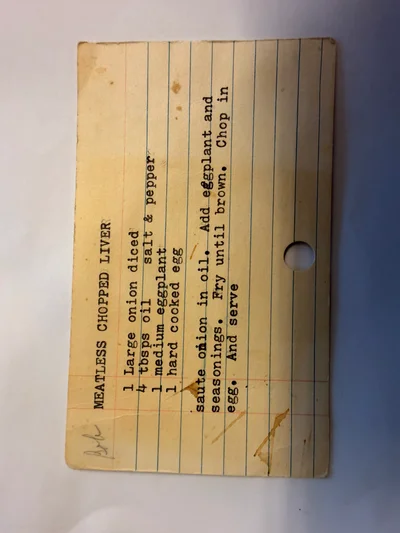 MEATLESS CHOPPED LIVER
1 Large onion diced
4 tbsps oil   salt & pepper
1 medium eggplant
1 hard cooked egg
saute onion in oil. Add eggplant and
seasonings. Fry until brown. Chop in
egg. And serve